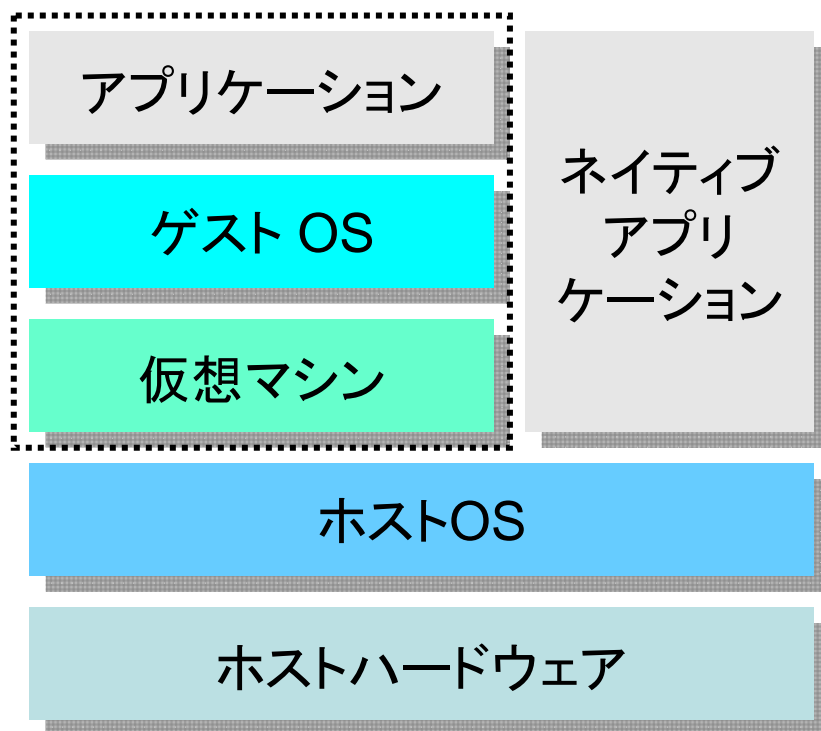 アプリケーション
ゲスト OS
仮想マシン
ネイティブ
アプリ
ケーション
ホストOS
ホストハードウェア